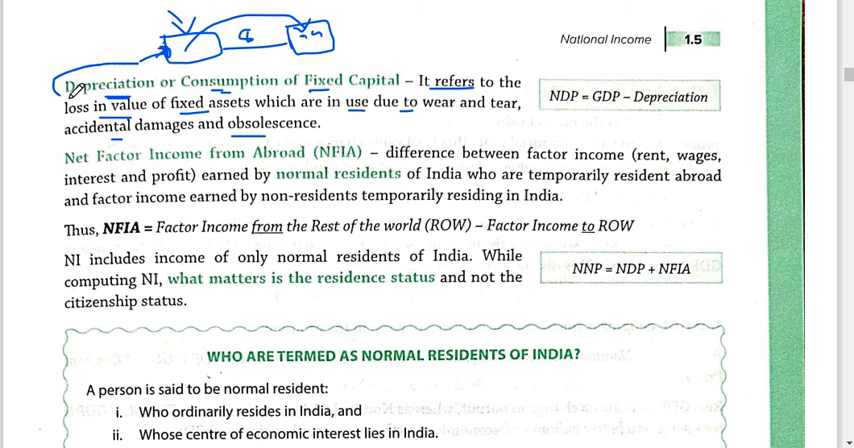 National Income 1.5
Depreciation or Consumption of Fixed Capital – It refers to the
loss in value of fixed assets which are in use due to wear and tear,
accidental damages and obsolescence.
NDP = GDP – Depreciation
Net Factor Income from Abroad (NFIA) – difference between factor income (rent, wages,
interest and profit) earned by normal residents of India who are temporarily resident abroad
and factor income earned by non-residents temporarily residing in India.
Thus, NFIA = Factor Income from the Rest of the world (ROW) – Factor Income to ROW
NI includes income of only normal residents of India. While
computing NI, what matters is the residence status and not the
citizenship status.
NNP = NDP + NFIA
WHO ARE TERMED AS NORMAL RESIDENTS OF INDIA?
A person is said to be normal resident:
i. Who ordinarily resides in India, and
ii. Whose centre of economic interest lies in India.